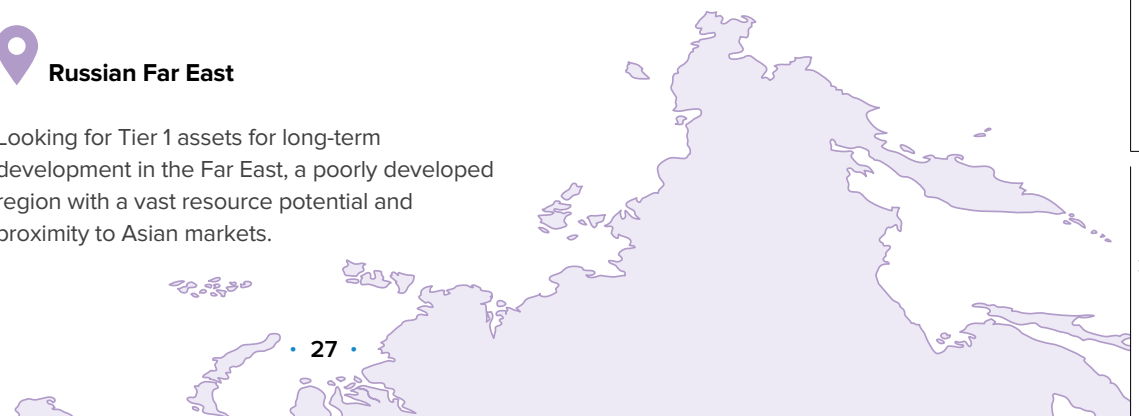 Russian Far East
Looking for Tier 1 assets for long-term
development in the Far East, a poorly developed
region with a vast resource potential and
proximity to Asian markets.
• 27 •